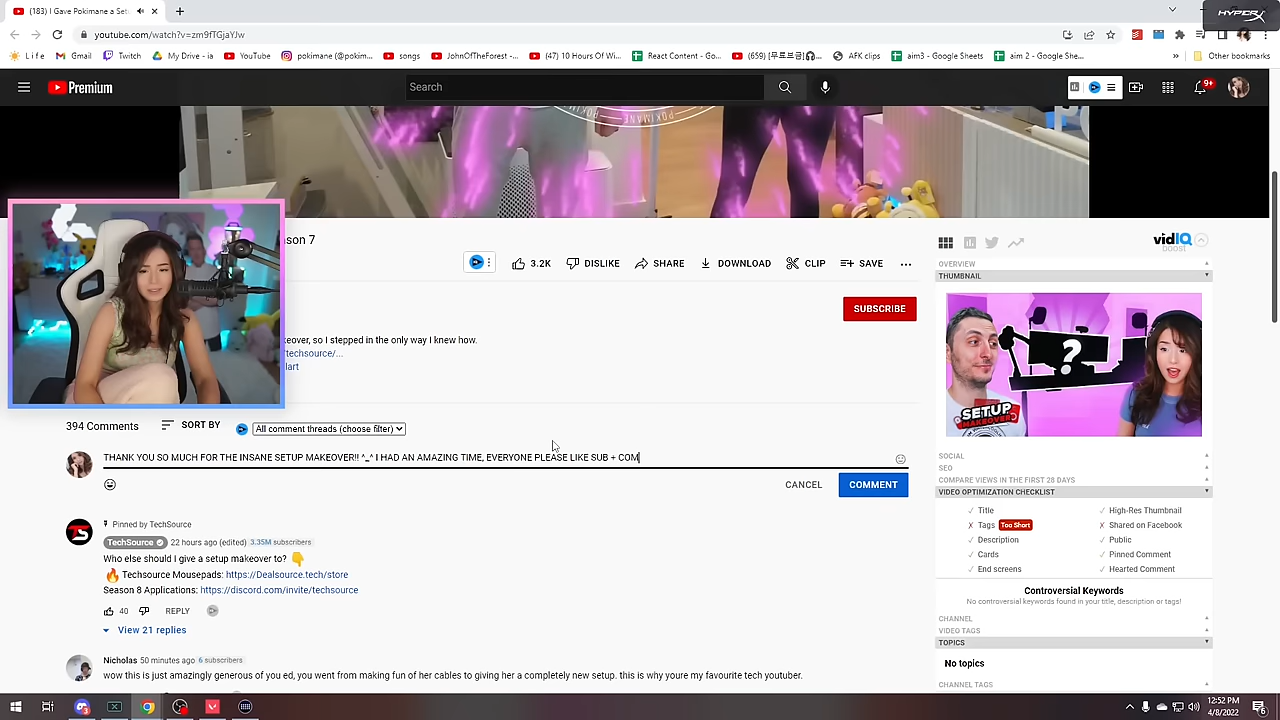 (183) I Gave Pokimane a Set
HYPERX
youtube.com/watch?v=zm9fTGjaYJw
L i f e
Gmail
Twitch
My Drive - ia
YouTube
pokimane (@pokim...
songs
JohnOfTheForest -...
(47) 10 Hours Of Wi...
React Content - Go...
(659) [무료보금]🎧...
AFK clips
aim3 - Google Sheets
aim 2 - Google She...
»
Other bookmarks
Premium
Search
9+
ason 7
3.2K
DISLIKE
SHARE
DOWNLOAD
CLIP
SAVE
...
vidIQ
boost
OVERVIEW
THUMBNAIL
SUBSCRIBE
keover, so I stepped in the only way I knew how.
/techsource/...
lart
?
SETUP
MAKEOVER
394 Comments
SORT BY
All comment threads (choose filter)
THANK YOU SO MUCH FOR THE INSANE SETUP MAKEOVER!! ^_^ I HAD AN AMAZING TIME, EVERYONE PLEASE LIKE SUB + COM
CANCEL
COMMENT
SOCIAL
SEO
COMPARE VIEWS IN THE FIRST 28 DAYS
VIDEO OPTIMIZATION CHECKLIST
✓ Title
✓ High-Res Thumbnail
✗ Tags Too Short
✗ Shared on Facebook
✓ Description
✓ Public
✓ Cards
✓ Pinned Comment
✓ End screens
✓ Hearted Comment
Controversial Keywords
No controversial keywords found in your title, description or tags!
CHANNEL
VIDEO TAGS
TOPICS
No topics
CHANNEL TAGS
Pinned by TechSource
TechSource 22 hours ago (edited) 3.35M subscribers
Who else should I give a setup makeover to? 👇
🔥 Techsource Mousepads: https://Dealsource.tech/store
Season 8 Applications: https://discord.com/invite/techsource
40
REPLY
View 21 replies
Nicholas 50 minutes ago 6 subscribers
wow this is just amazingly generous of you ed, you went from making fun of her cables to giving her a completely new setup. this is why youre my favourite tech youtuber.
12:52 PM
4/8/2022
6